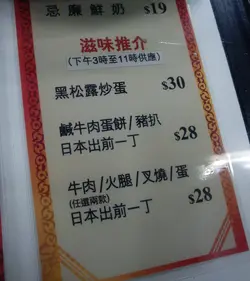 忌廉鮮奶 $19
滋味推介
(下午3時至11時供應)
黑松露炒蛋 $30
鹹牛肉蛋餅/豬扒
日本出前一丁 $28
牛肉/火腿/叉燒/蛋
(任選兩款) $28
日本出前一丁